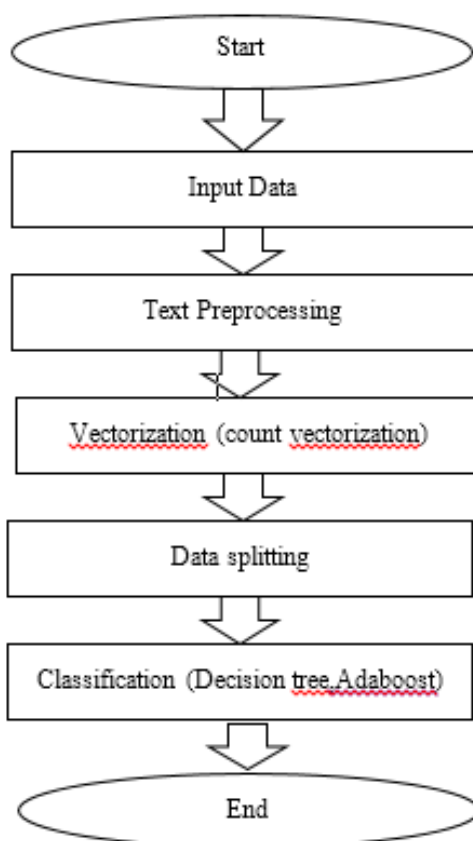 Start
Input Data
Text Preprocessing
Vectorization (count vectorization)
Data splitting
Classification (Decision tree,Adaboost)
End